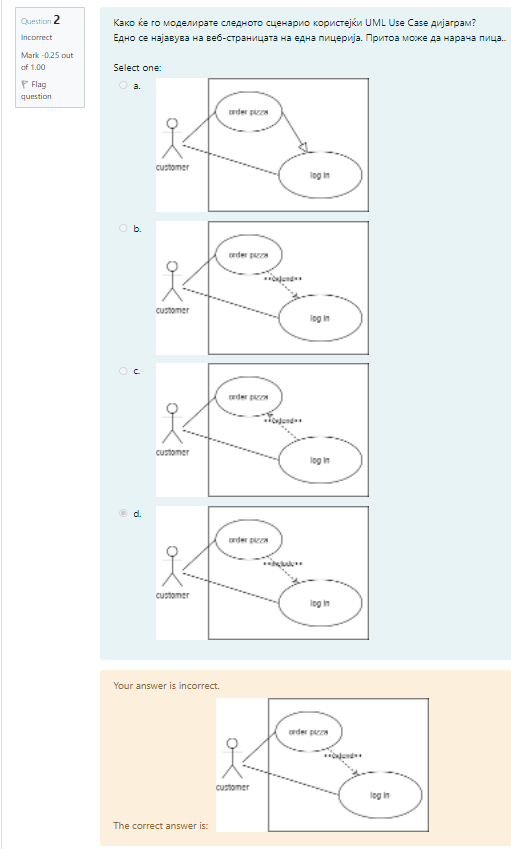 Question 2
Incorrect
Mark -0.25 out
of 1.00
Flag
question
Како ќе го моделирате следното сценарио користејќи UML Use Case дијаграм?
Едно се најавува на веб-страницата на една пицерија. Притоа може да нарача пица..
Select one:
a.
order pizza
customer
log in
b.
order pizza
<<extend>>
customer
log in
c.
order pizza
<<extend>>
customer
log in
d.
order pizza
<<include>>
customer
log in
Your answer is incorrect.
order pizza
<<extend>>
customer
log in
The correct answer is: